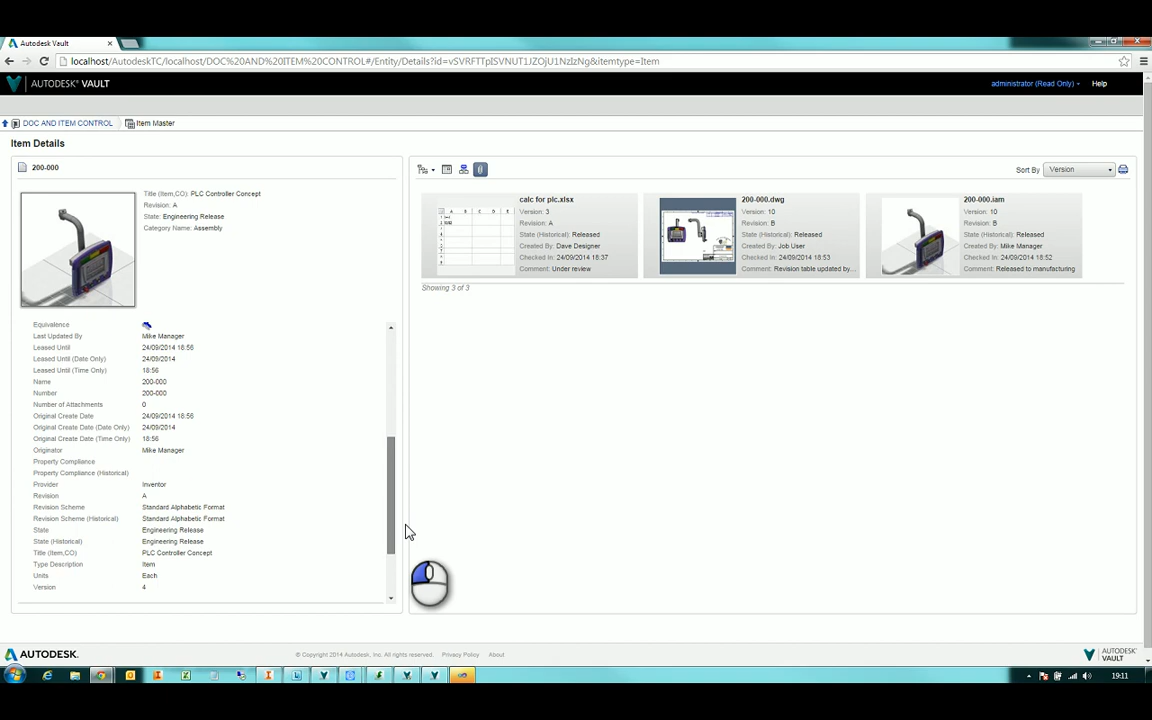 Autodesk Vault
localhost/AutodeskTC/localhost/DOC%20AND%20ITEM%20CONTROL#/Entity/Details?id=vSVRFTTpISVNUT1JZOjU1NzIzNg&itemtype=Item
AUTODESK® VAULT
administrator (Read Only)
Help
DOC AND ITEM CONTROL
Item Master
Item Details
200-000
Title (Item,CO): PLC Controller Concept
Revision: A
State: Engineering Release
Category Name: Assembly
Equivalence
Last Updated By Mike Manager
Leased Until 24/09/2014 18:56
Leased Until (Date Only) 24/09/2014
Leased Until (Time Only) 18:56
Name 200-000
Number 200-000
Number of Attachments 0
Original Create Date 24/09/2014 18:56
Original Create Date (Date Only) 24/09/2014
Original Create Date (Time Only) 18:56
Originator Mike Manager
Property Compliance
Property Compliance (Historical)
Provider Inventor
Revision A
Revision Scheme Standard Alphabetic Format
Revision Scheme (Historical) Standard Alphabetic Format
State Engineering Release
State (Historical) Engineering Release
Title (Item,CO) PLC Controller Concept
Type Description Item
Units Each
Version 4
Sort By Version
calc for plc.xlsx
Version: 3
Revision: A
State (Historical): Released
Created By: Dave Designer
Checked In: 24/09/2014 18:37
Comment: Under review
200-000.dwg
Version: 10
Revision: B
State (Historical): Released
Created By: Job User
Checked In: 24/09/2014 18:53
Comment: Revision table updated by...
200-000.iam
Version: 10
Revision: B
State (Historical): Released
Created By: Mike Manager
Checked In: 24/09/2014 18:52
Comment: Released to manufacturing
Showing 3 of 3
AUTODESK.
© Copyright 2014 Autodesk, Inc. All rights reserved.
Privacy Policy
About
AUTODESK®
VAULT
19:11